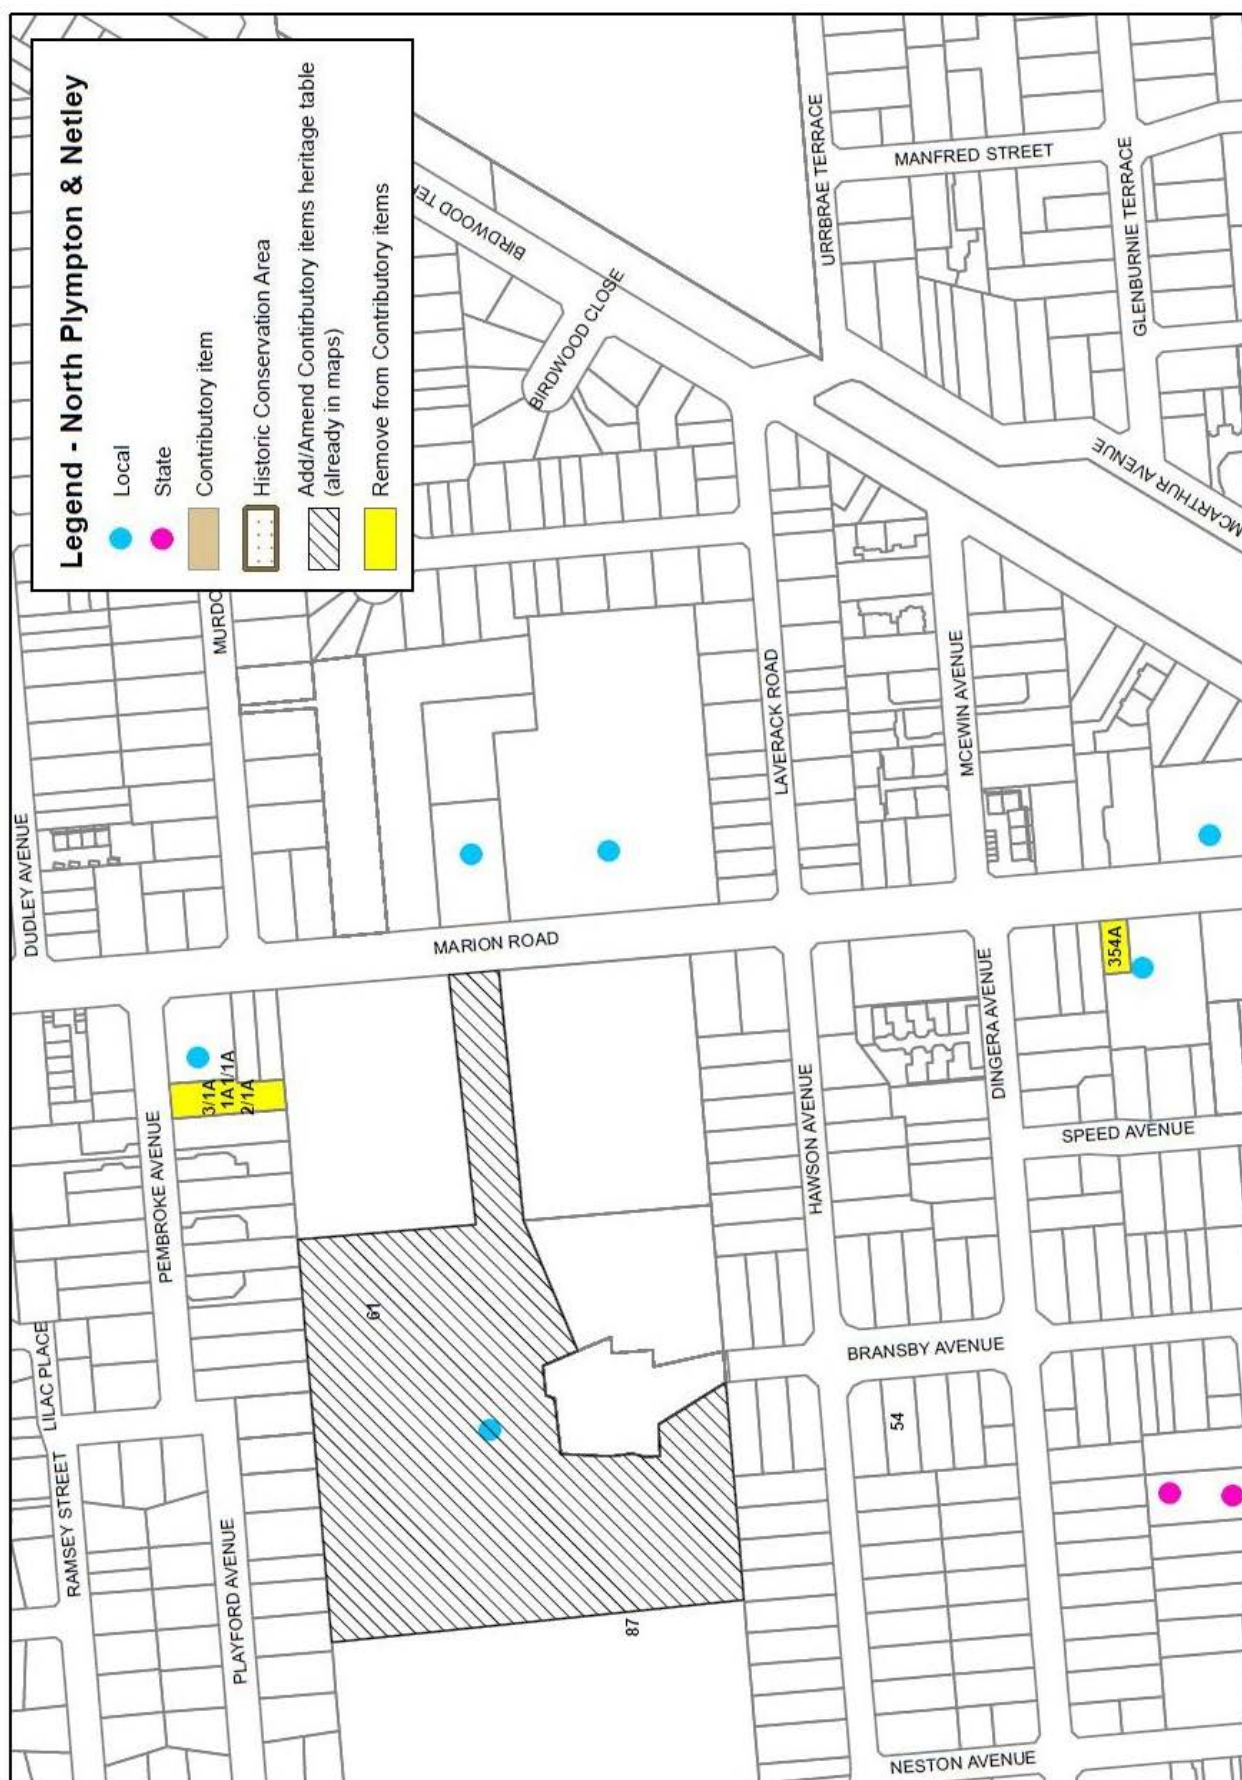 Legend - North Plympton & Netley
Local
State
Contributory item
Historic Conservation Area
Add/Amend Contirbutory items heritage table
(already in maps)
Remove from Contributory items
BIRDWOOD TE
BIRDWOOD CLOSE
URRBRAE TERRACE
MANFRED STREET
GLENBURNIE TERRACE
MCARTHUR AVENUE
MURDO
DUDLEY AVENUE
LAVERACK ROAD
MCEWIN AVENUE
MARION ROAD
354A
3/1A
1A1/1A
2/1A
PEMBROKE AVENUE
HAWSON AVENUE
DINGERA AVENUE
SPEED AVENUE
LILAC PLACE
61
BRANSBY AVENUE
54
RAMSEY STREET
PLAYFORD AVENUE
87
NESTON AVENUE